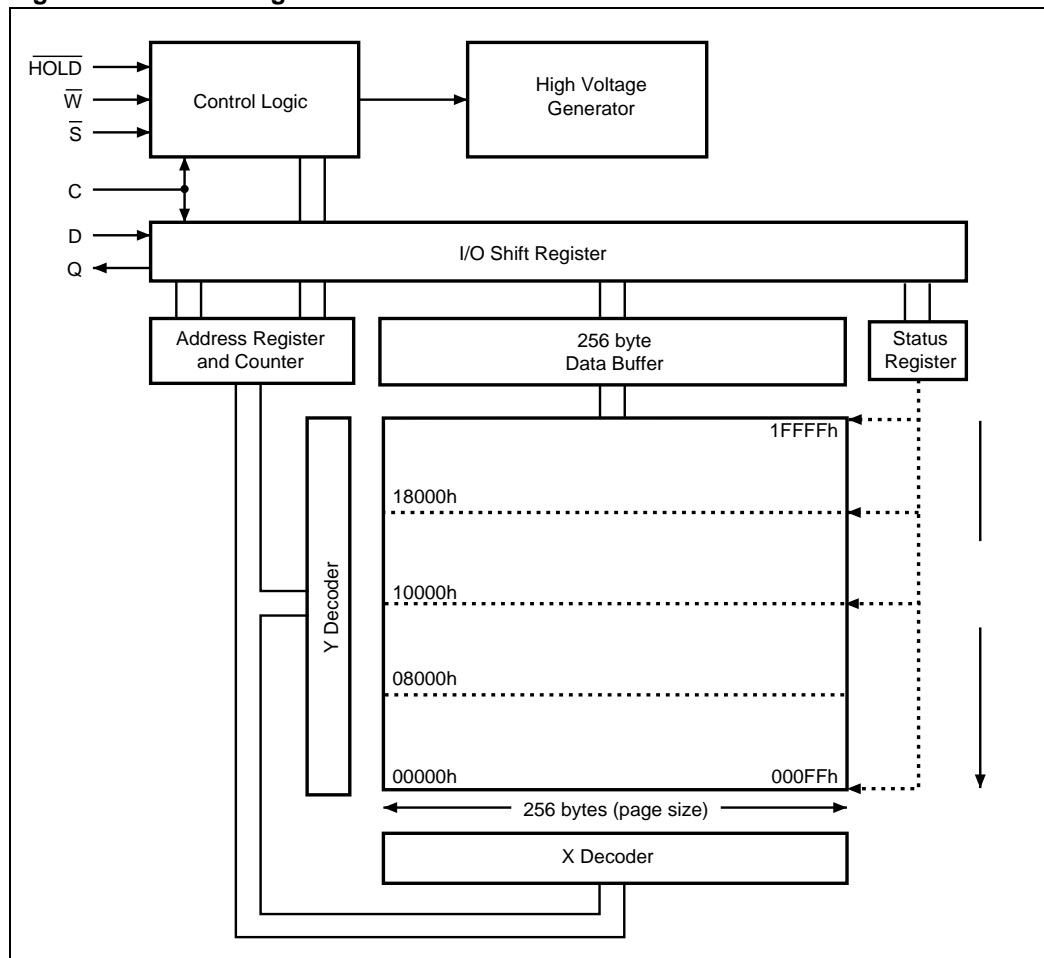 HOLD
W
S
C
D
Q
Control Logic
High Voltage
Generator
I/O Shift Register
Address Register
and Counter
256 byte
Data Buffer
Status
Register
1FFFFh
18000h
10000h
08000h
00000h
000FFh
Y Decoder
256 bytes (page size)
X Decoder